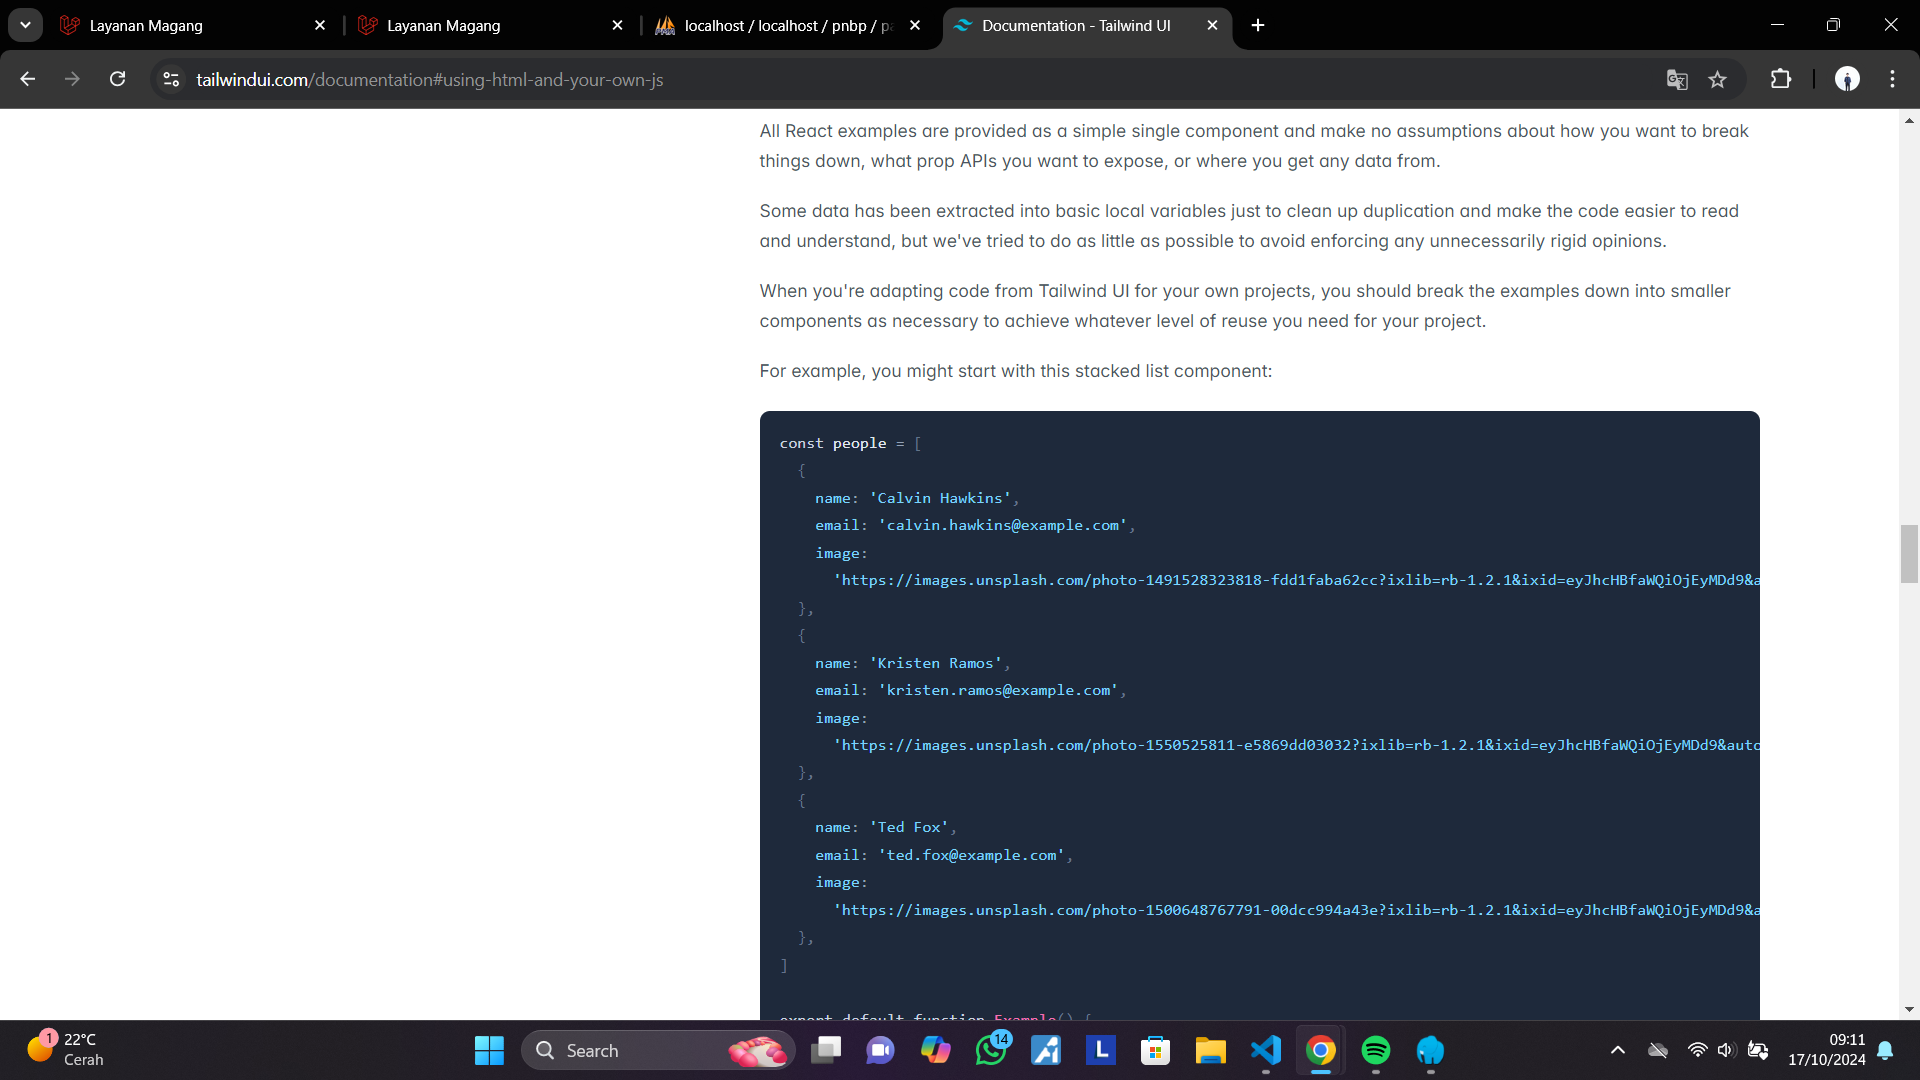 Layanan Magang
Layanan Magang
localhost / localhost / pnbp / pa
Documentation - Tailwind UI
tailwindui.com/documentation#using-html-and-your-own-js
All React examples are provided as a simple single component and make no assumptions about how you want to break
things down, what prop APIs you want to expose, or where you get any data from.
Some data has been extracted into basic local variables just to clean up duplication and make the code easier to read
and understand, but we've tried to do as little as possible to avoid enforcing any unnecessarily rigid opinions.
When you're adapting code from Tailwind UI for your own projects, you should break the examples down into smaller
components as necessary to achieve whatever level of reuse you need for your project.
For example, you might start with this stacked list component:
const people = [
{
name: 'Calvin Hawkins',
email: 'calvin.hawkins@example.com',
image:
'https://images.unsplash.com/photo-1491528323818-fdd1faba62cc?ixlib=rb-1.2.1&ixid=eyJhcHBfaWQiOjEyMDd9&a
},
{
name: 'Kristen Ramos',
email: 'kristen.ramos@example.com',
image:
'https://images.unsplash.com/photo-1550525811-e5869dd03032?ixlib=rb-1.2.1&ixid=eyJhcHBfaWQiOjEyMDd9&auto
},
{
name: 'Ted Fox',
email: 'ted.fox@example.com',
image:
'https://images.unsplash.com/photo-1500648767791-00dcc994a43e?ixlib=rb-1.2.1&ixid=eyJhcHBfaWQiOjEyMDd9&a
},
]
export default function Example() {
1
22°C
Cerah
Search
14
L
09:11
17/10/2024